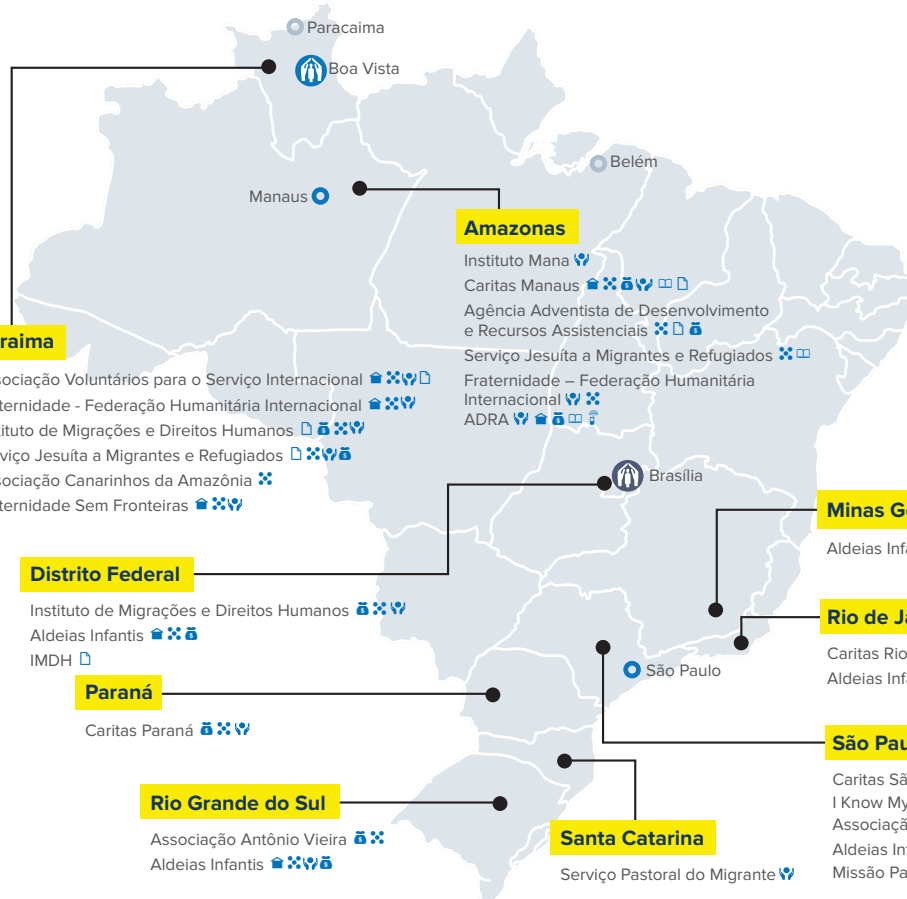 Paracaima
Boa Vista
Belém
Manaus
Amazonas
Instituto Mana
Caritas Manaus
Agência Adventista de Desenvolvimento
e Recursos Assistenciais
Serviço Jesuíta a Migrantes e Refugiados
Fraternidade – Federação Humanitária
Internacional
ADRA
raima
sociação Voluntários para o Serviço Internacional
ternidade - Federação Humanitária Internacional
tituto de Migrações e Direitos Humanos
rviço Jesuíta a Migrantes e Refugiados
sociação Canarinhos da Amazônia
ternidade Sem Fronteiras
Brasília
Minas G
Aldeias Infa
Distrito Federal
Instituto de Migrações e Direitos Humanos
Aldeias Infantis
IMDH
Rio de Ja
Caritas Rio
Aldeias Infa
São Paulo
Paraná
Caritas Paraná
São Pau
Caritas Sã
I Know My
Associaçã
Aldeias In
Missão Pa
Rio Grande do Sul
Associação Antônio Vieira
Aldeias Infantis
Santa Catarina
Serviço Pastoral do Migrante